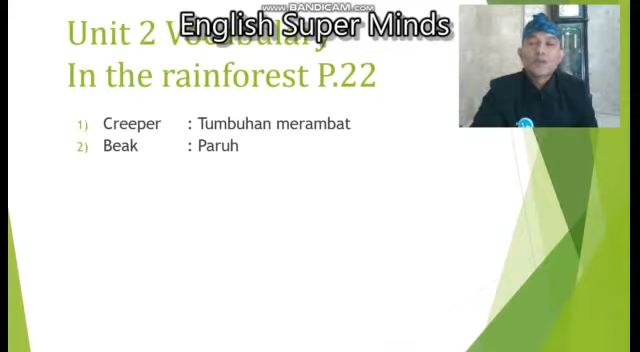 www.BANDICAM.com
English Super Minds
Unit 2 Vocabulary
In the rainforest P.22
1) Creeper : Tumbuhan merambat
2) Beak : Paruh